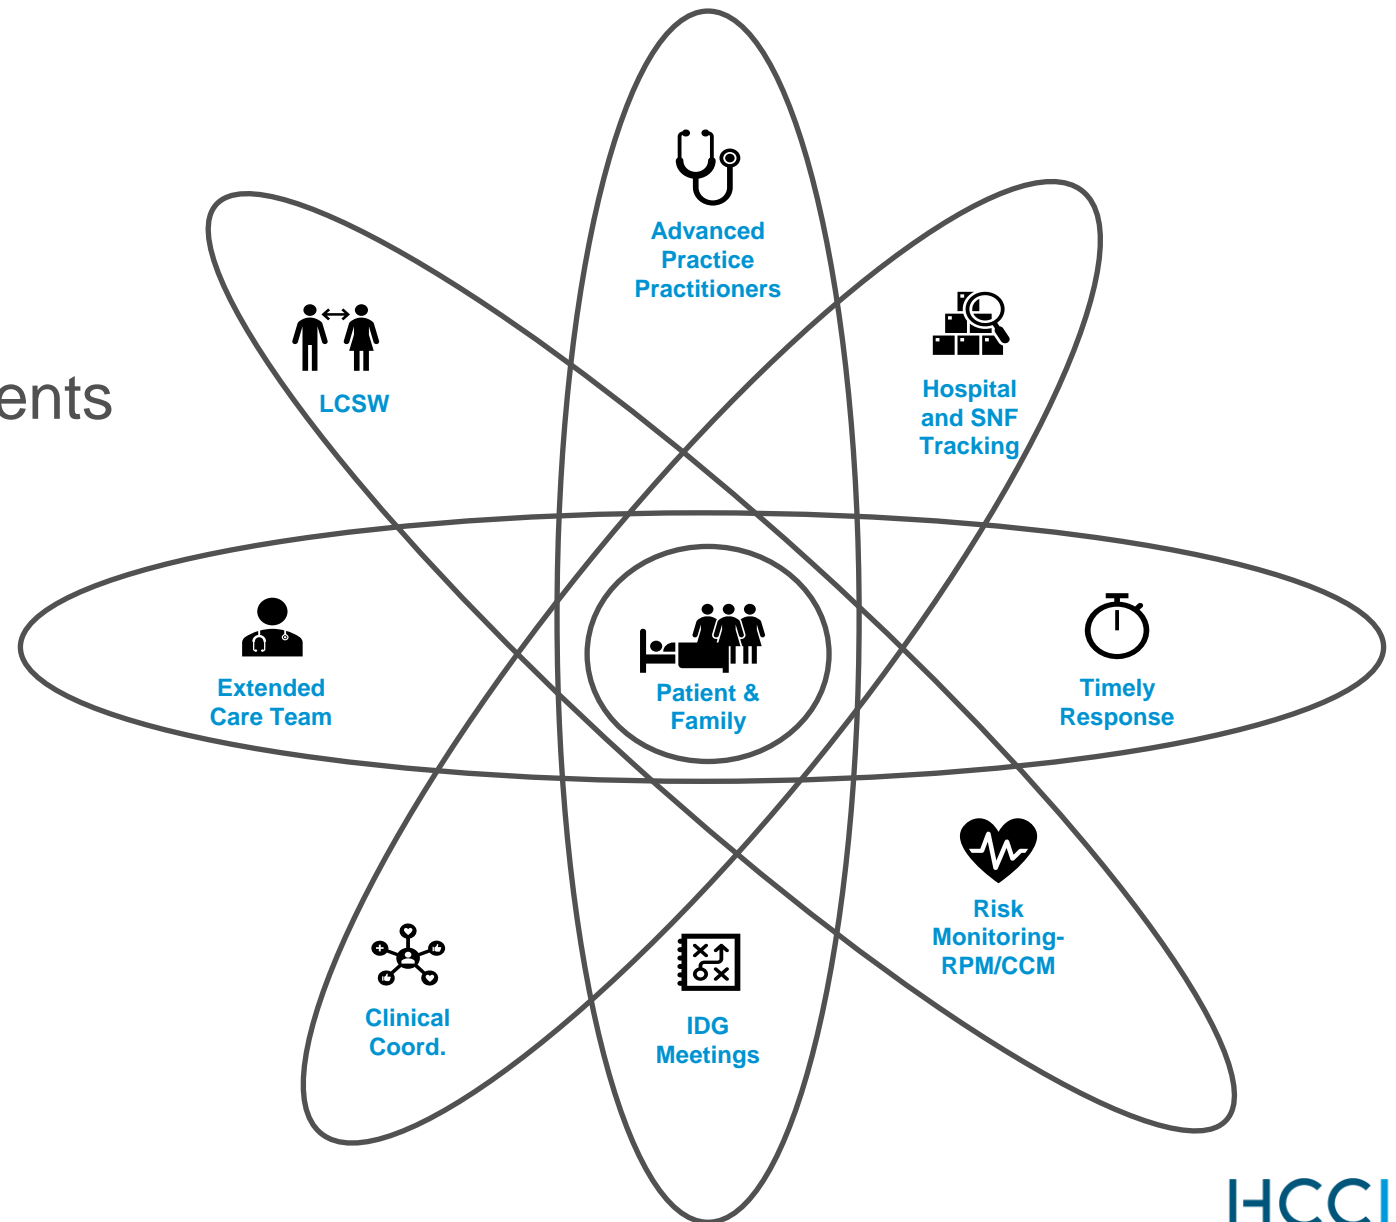 Advanced
Practice
Practitioners
Hospital
and SNF
Tracking
LCSW
ents
Extended
Care Team
Patient &
Family
Timely
Response
Risk
Monitoring-
RPM/CCM
Clinical
Coord.
IDG
Meetings
HCCI